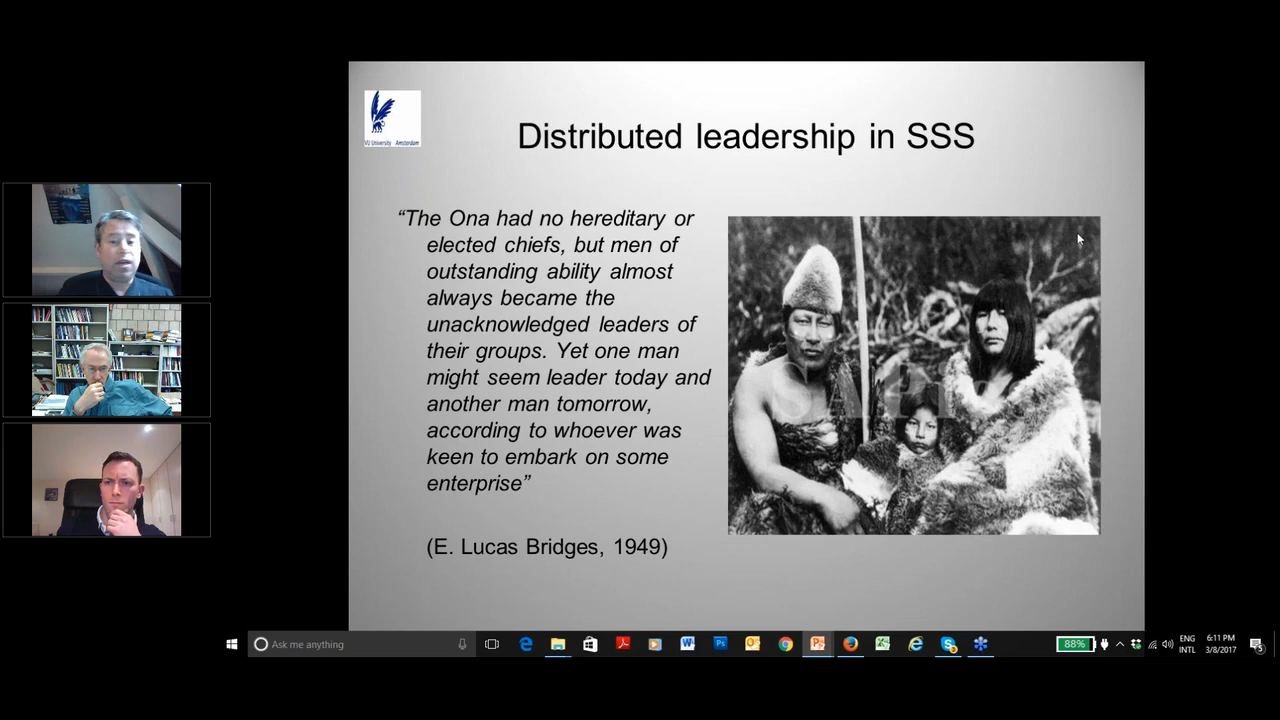 VU University Amsterdam
Distributed leadership in SSS
“The Ona had no hereditary or
elected chiefs, but men of
outstanding ability almost
always became the
unacknowledged leaders of
their groups. Yet one man
might seem leader today and
another man tomorrow,
according to whoever was
keen to embark on some
enterprise”
(E. Lucas Bridges, 1949)
Ask me anything
88%
ENG
INTL
6:11 PM
3/8/2017